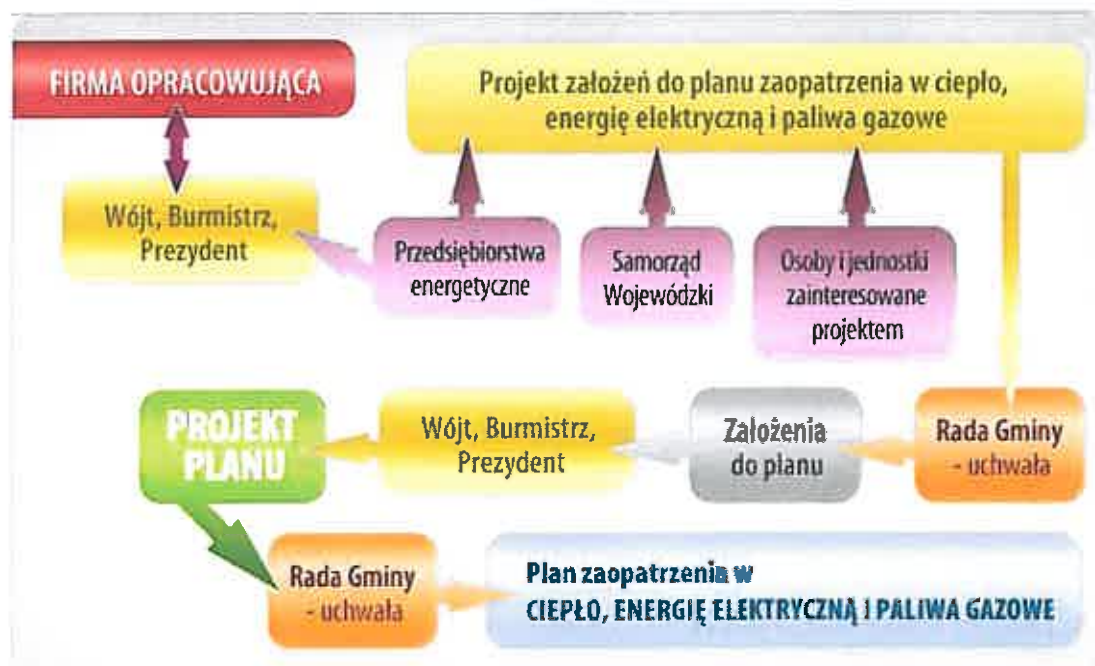 FIRMA OPRACOWUJĄCA
Projekt założeń do planu zaopatrzenia w ciepło,
energię elektryczną i paliwa gazowe
Wójt, Burmistrz,
Prezydent
Przedsiębiorstwa
energetyczne
Samorząd
Wojewódzki
Osoby i jednostki
zainteresowane
projektem
PROJEKT
PLANU
Wójt, Burmistrz,
Prezydent
Założenia
do planu
Rada Gminy
- uchwała
Rada Gminy
- uchwała
Plan zaopatrzenia w
CIEPŁO, ENERGIĘ ELEKTRYCZNĄ I PALIWA GAZOWE